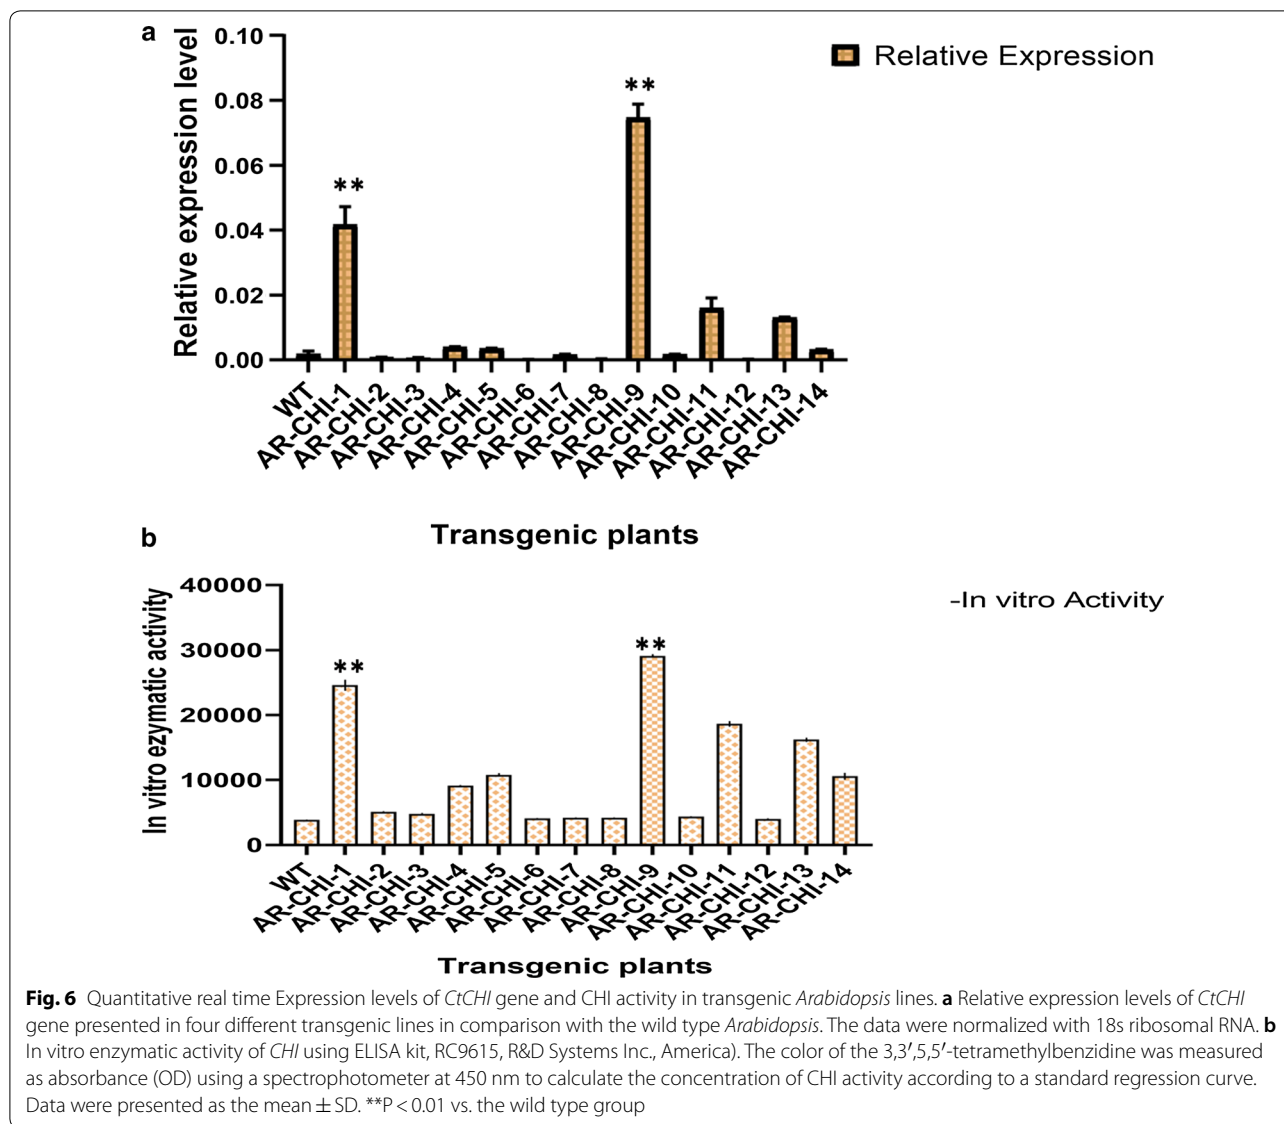 a
Relative expression level
0.10
0.08
0.06
0.04
0.02
0.00
**
**
Relative Expression
WT
AR-CHI-1
AR-CHI-2
AR-CHI-3
AR-CHI-4
AR-CHI-5
AR-CHI-6
AR-CHI-7
AR-CHI-8
AR-CHI-9
AR-CHI-10
AR-CHI-11
AR-CHI-12
AR-CHI-13
AR-CHI-14
Transgenic plants
b
In vitro ezymatic activity
40000
30000
20000
10000
0
**
**
-In vitro Activity
WT
AR-CHI-1
AR-CHI-2
AR-CHI-3
AR-CHI-4
AR-CHI-5
AR-CHI-6
AR-CHI-7
AR-CHI-8
AR-CHI-9
AR-CHI-10
AR-CHI-11
AR-CHI-12
AR-CHI-13
AR-CHI-14
Transgenic plants
Fig. 6 Quantitative real time Expression levels of CtCHI gene and CHI activity in transgenic Arabidopsis lines. a Relative expression levels of CtCHI
gene presented in four different transgenic lines in comparison with the wild type Arabidopsis. The data were normalized with 18s ribosomal RNA. b
In vitro enzymatic activity of CHI using ELISA kit, RC9615, R&D Systems Inc., America). The color of the 3,3′,5,5′-tetramethylbenzidine was measured
as absorbance (OD) using a spectrophotometer at 450 nm to calculate the concentration of CHI activity according to a standard regression curve.
Data were presented as the mean ± SD. **P < 0.01 vs. the wild type group